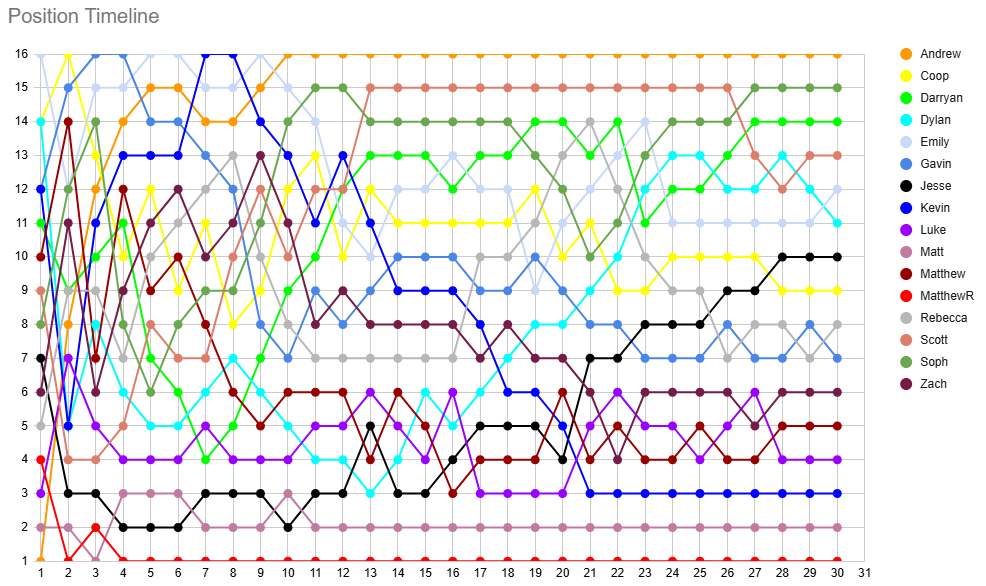 Position Timeline
16
15
14
13
12
11
10
9
8
7
6
5
4
3
2
1
1 2 3 4 5 6 7 8 9 10 11 12 13 14 15 16 17 18 19 20 21 22 23 24 25 26 27 28 29 30 31
Andrew
Coop
Darryan
Dylan
Emily
Gavin
Jesse
Kevin
Luke
Matt
Matthew
MatthewR
Rebecca
Scott
Soph
Zach